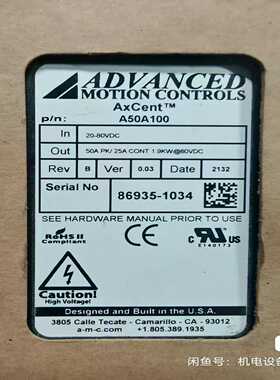 ADVANCED
MOTION CONTROLS
AxCent™
p/n: A50A100
In 20-80VDC
Out 50A PK/ 25A CONT 1.9KW@80VDC
Rev B Ver 0.03 Date 2132
Serial No 86935-1034
SEE HARDWARE MANUAL PRIOR TO USE
RoHS II
Compliant
CE
c RU US
E140173
Caution!
High Voltage!
Designed and Built in the U.S.A.
3805 Calle Tecate - Camarillo - CA - 93012
a-m-c.com +1.805.389.1935
闲鱼号:机电设